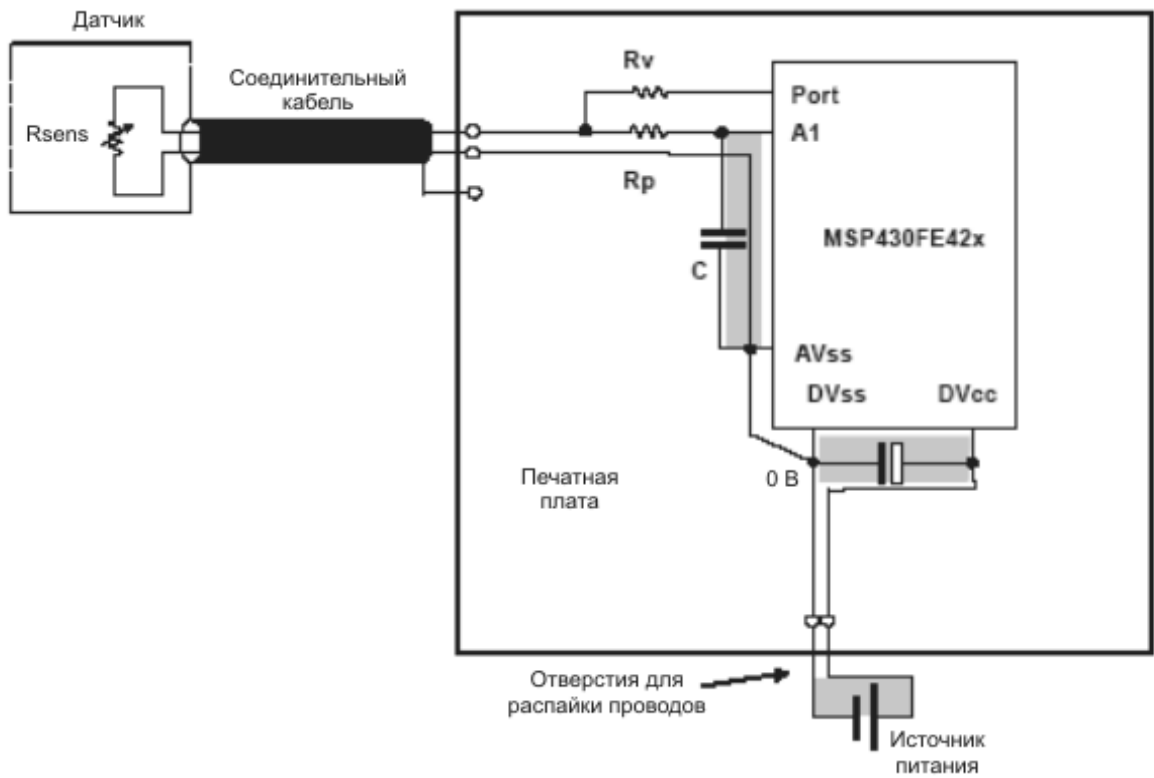 Датчик
Соединительный
кабель
Rsens
Rv
Port
A1
Rp
MSP430FE42x
C
AVss
DVss
DVcc
0 В
Печатная
плата
Отверстия для
распайки проводов
Источник
питания